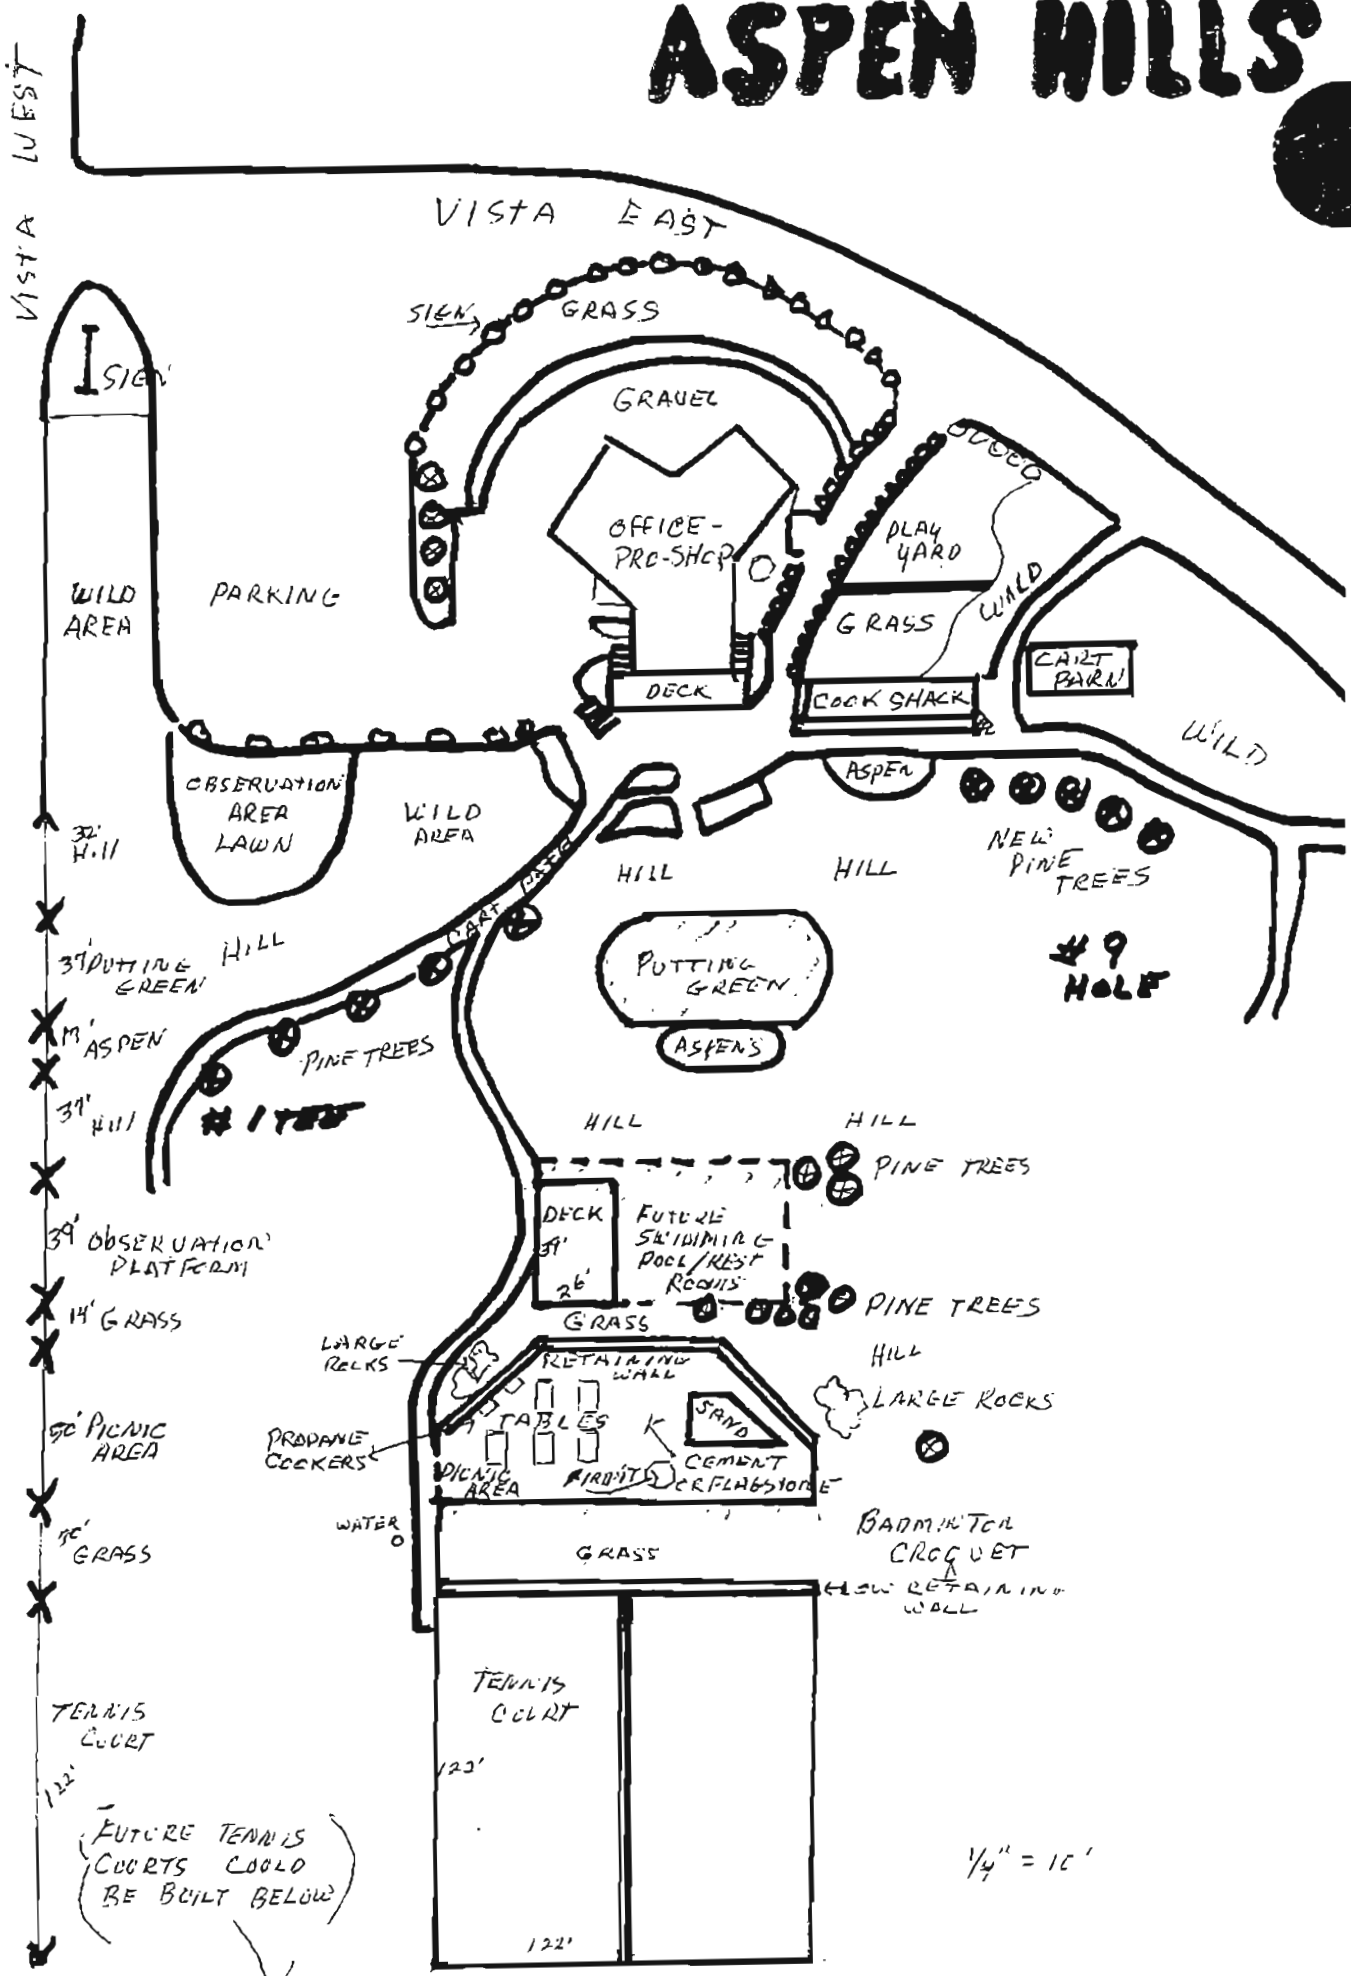 ASPEN HILLS
VISTA WEST
VISTA EAST
SIEN
GRASS
SIEN
GRAVEL
OFFICE -
PRO-SHOP
PLAY
YARD
WILD
AREA
PARKING
GRASS
WILD
CART
BARN
DECK
COOK SHACK
WILD
ASPEN
OBSERVATION
AREA
LAWN
WILD
AREA
32'
Hill
CART PATH
HILL
HILL
NEW
PINE
TREES
HILL
37' PUTTING
GREEN
PUTTING
GREEN
# 9
HOLE
17' ASPEN
ASPENS
PINE TREES
37' Hill
# 1 TEE
HILL
HILL
PINE TREES
DECK
39'
26'
FUTURE
SWIMMING
POOL/REST
ROOMS
39' ObSERVATION
PLATFORM
14' GRASS
GRASS
PINE TREES
LARGE
ROCKS
RETAINING
WALL
HILL
LARGE ROCKS
50' PICNIC
AREA
PROPANE
COOKERS
TABLES
SAND
CEMENT
OR FLAGSTONE
PICNIC
AREA
FIREPIT
WATER
30'
GRASS
GRASS
BADMINTON
CROQUET
LOW RETAINING
WALL
TENNIS
COURT
122'
TENNIS
COURT
122'
122'
FUTURE TENNIS
COURTS COULD
BE BUILT BELOW
1/4" = 10'